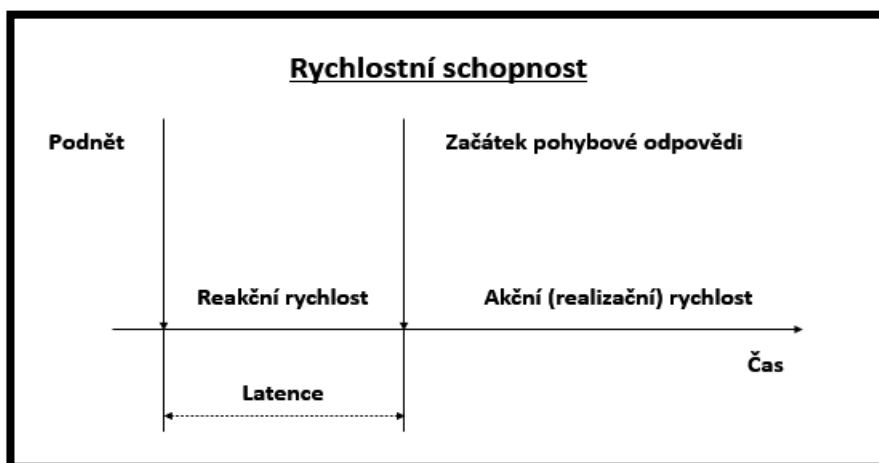 Rychlostní schopnost
Podnět
Začátek pohybové odpovědi
Reakční rychlost
Akční (realizační) rychlost
Čas
Latence